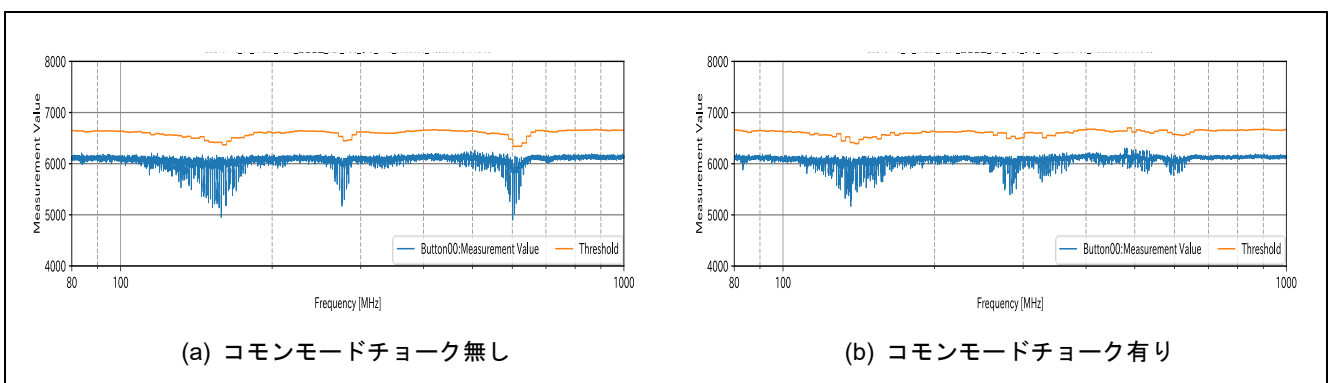 8000
7000
6000
5000
4000
Measurement Value
Button00:Measurement Value
Threshold
80
100
1000
Frequency [MHz]
(a) コモンモードチョーク無し
8000
7000
6000
5000
4000
Measurement Value
Button00:Measurement Value
Threshold
80
100
1000
Frequency [MHz]
(b) コモンモードチョーク有り